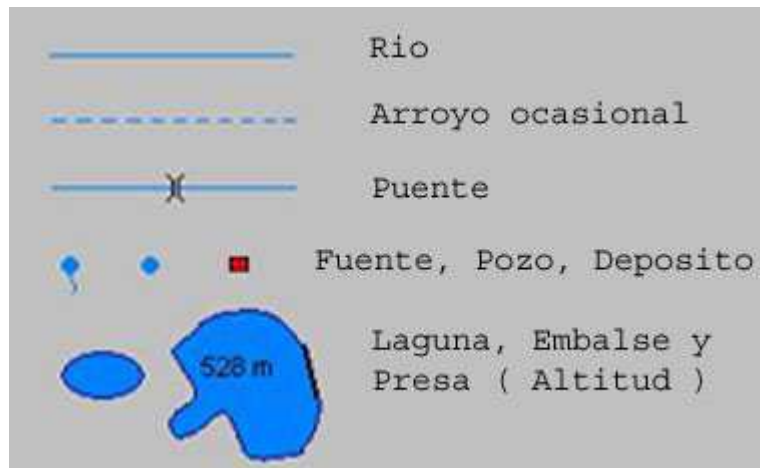 Rio
Arroyo ocasional
Puente
Fuente, Pozo, Deposito
528 m
Laguna, Embalse y
Presa ( Altitud )